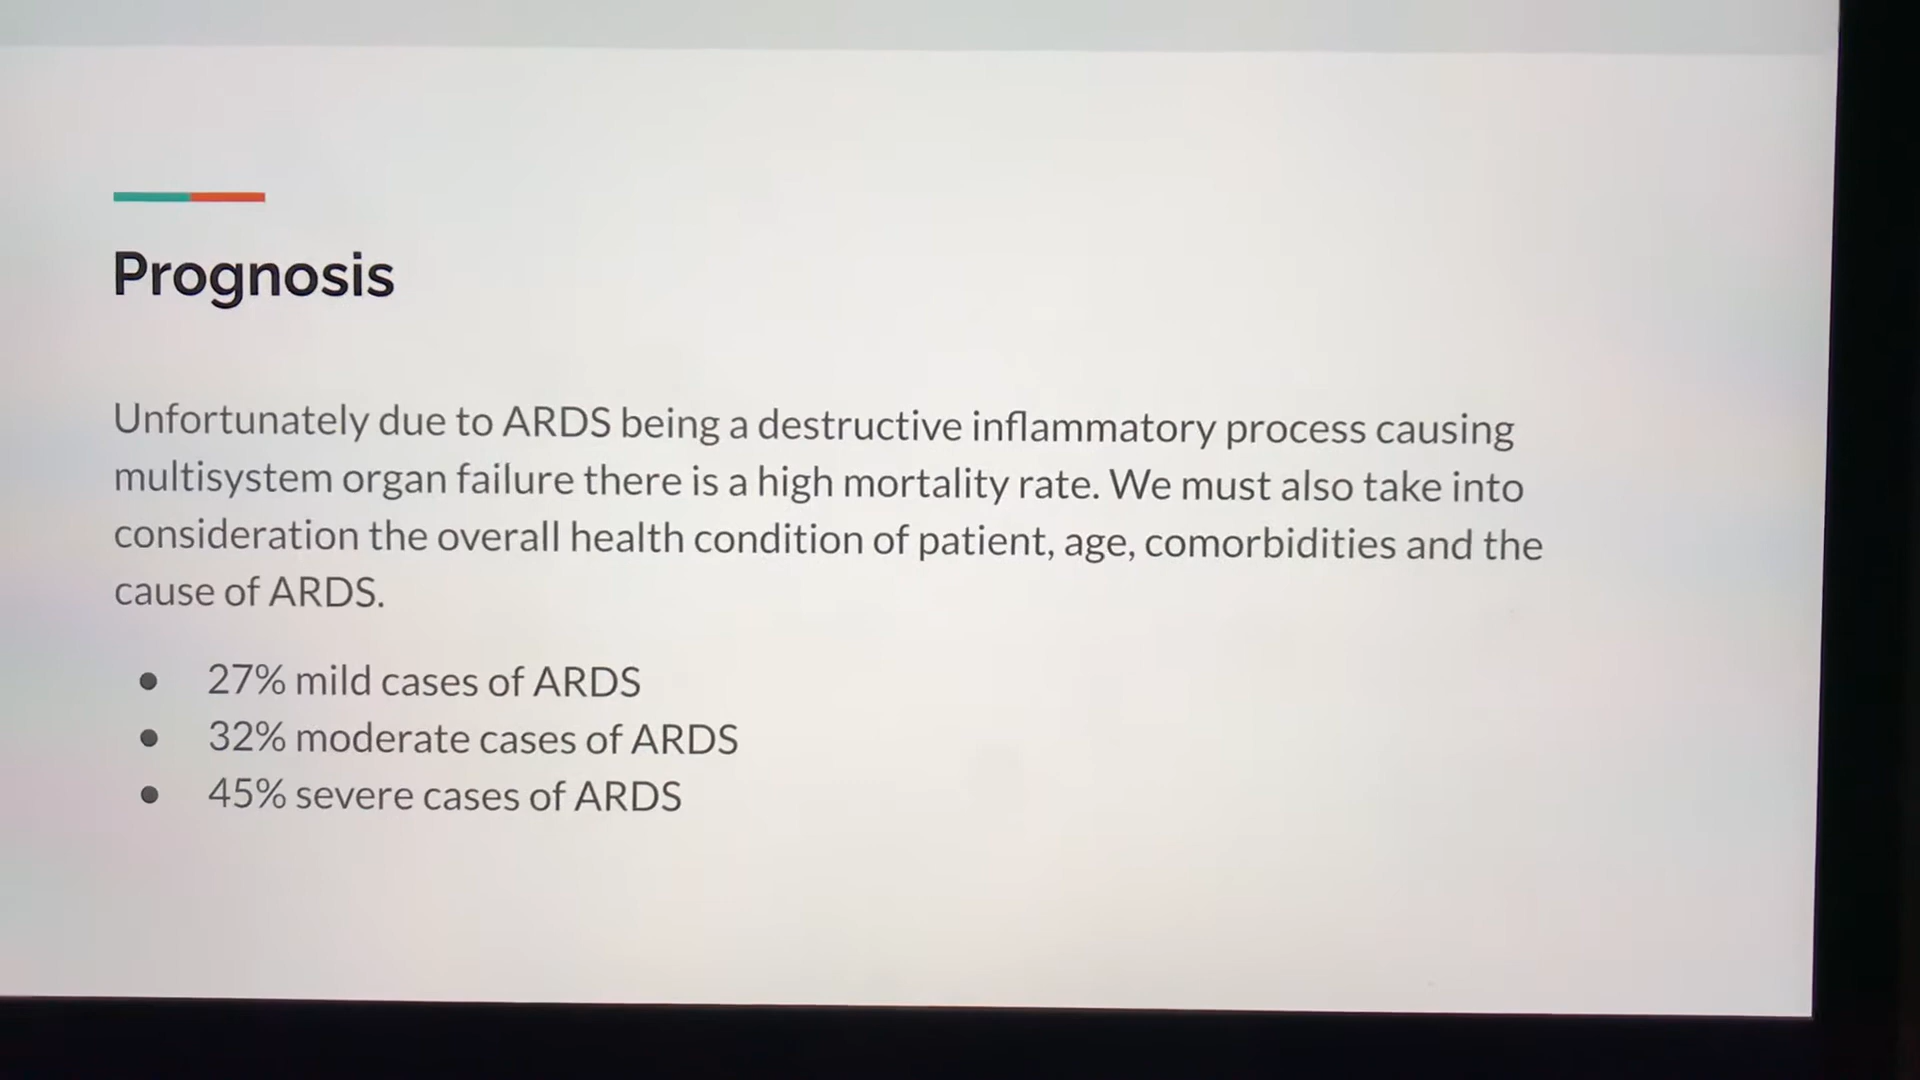 Prognosis
Unfortunately due to ARDS being a destructive inflammatory process causing
multisystem organ failure there is a high mortality rate. We must also take into
consideration the overall health condition of patient, age, comorbidities and the
cause of ARDS.
● 27% mild cases of ARDS
● 32% moderate cases of ARDS
● 45% severe cases of ARDS